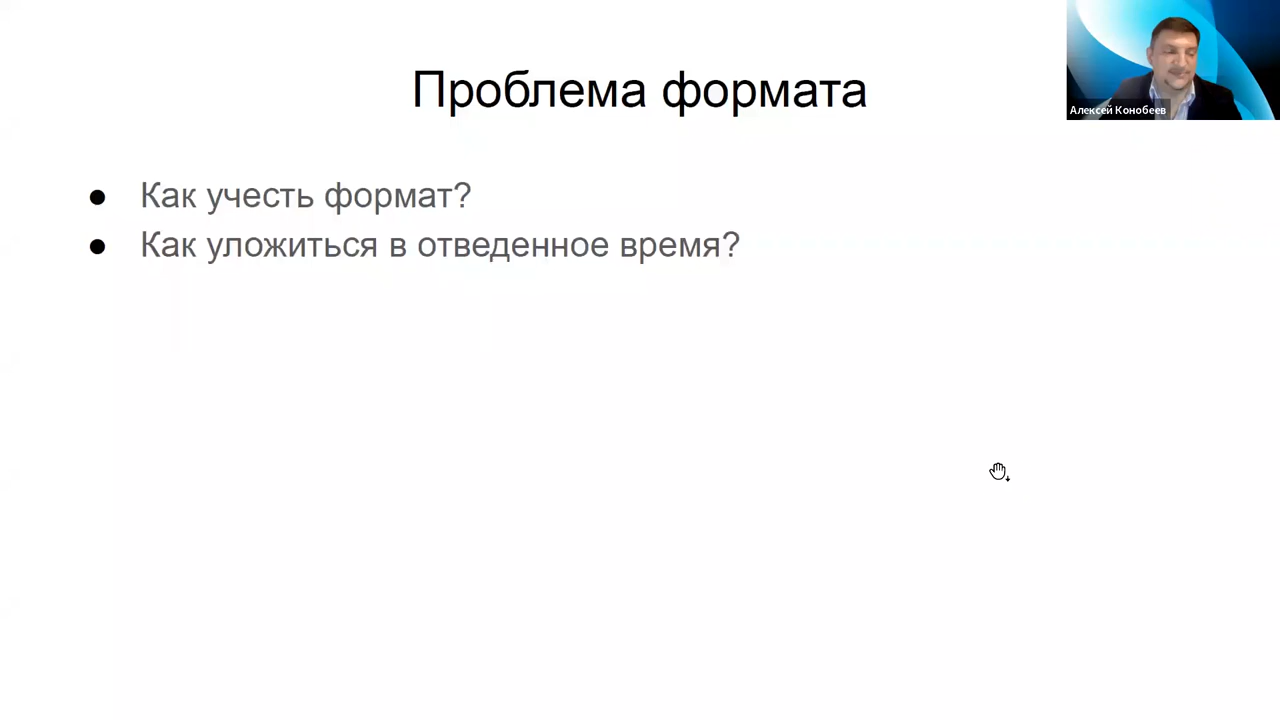 Проблема формата
Алексей Конобеев
Как учесть формат?
Как уложиться в отведенное время?